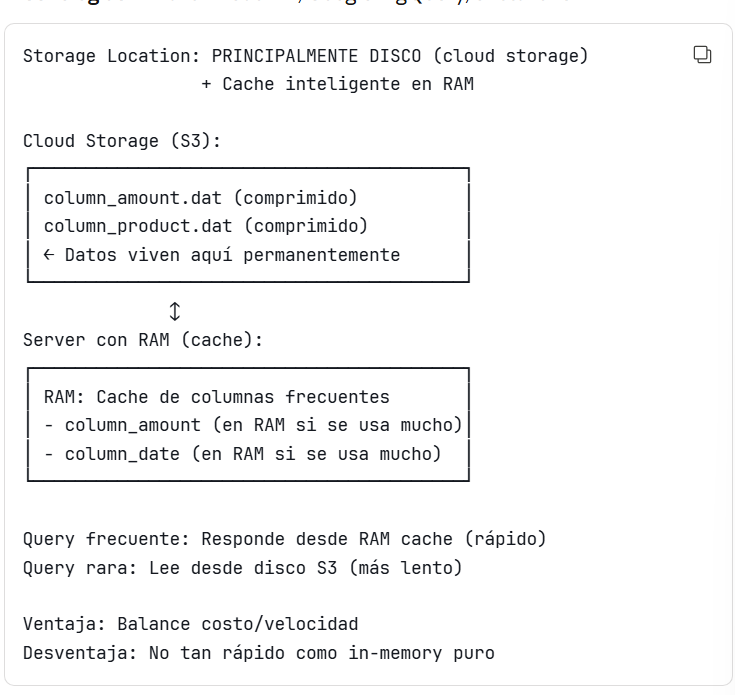 Storage Location: PRINCIPALMENTE DISCO (cloud storage)
+ Cache inteligente en RAM
Cloud Storage (S3):
column_amount.dat (comprimido)
column_product.dat (comprimido)
← Datos viven aquí permanentemente
↕
Server con RAM (cache):
RAM: Cache de columnas frecuentes
- column_amount (en RAM si se usa mucho)
- column_date (en RAM si se usa mucho)
Query frecuente: Responde desde RAM cache (rápido)
Query rara: Lee desde disco S3 (más lento)
Ventaja: Balance costo/velocidad
Desventaja: No tan rápido como in-memory puro